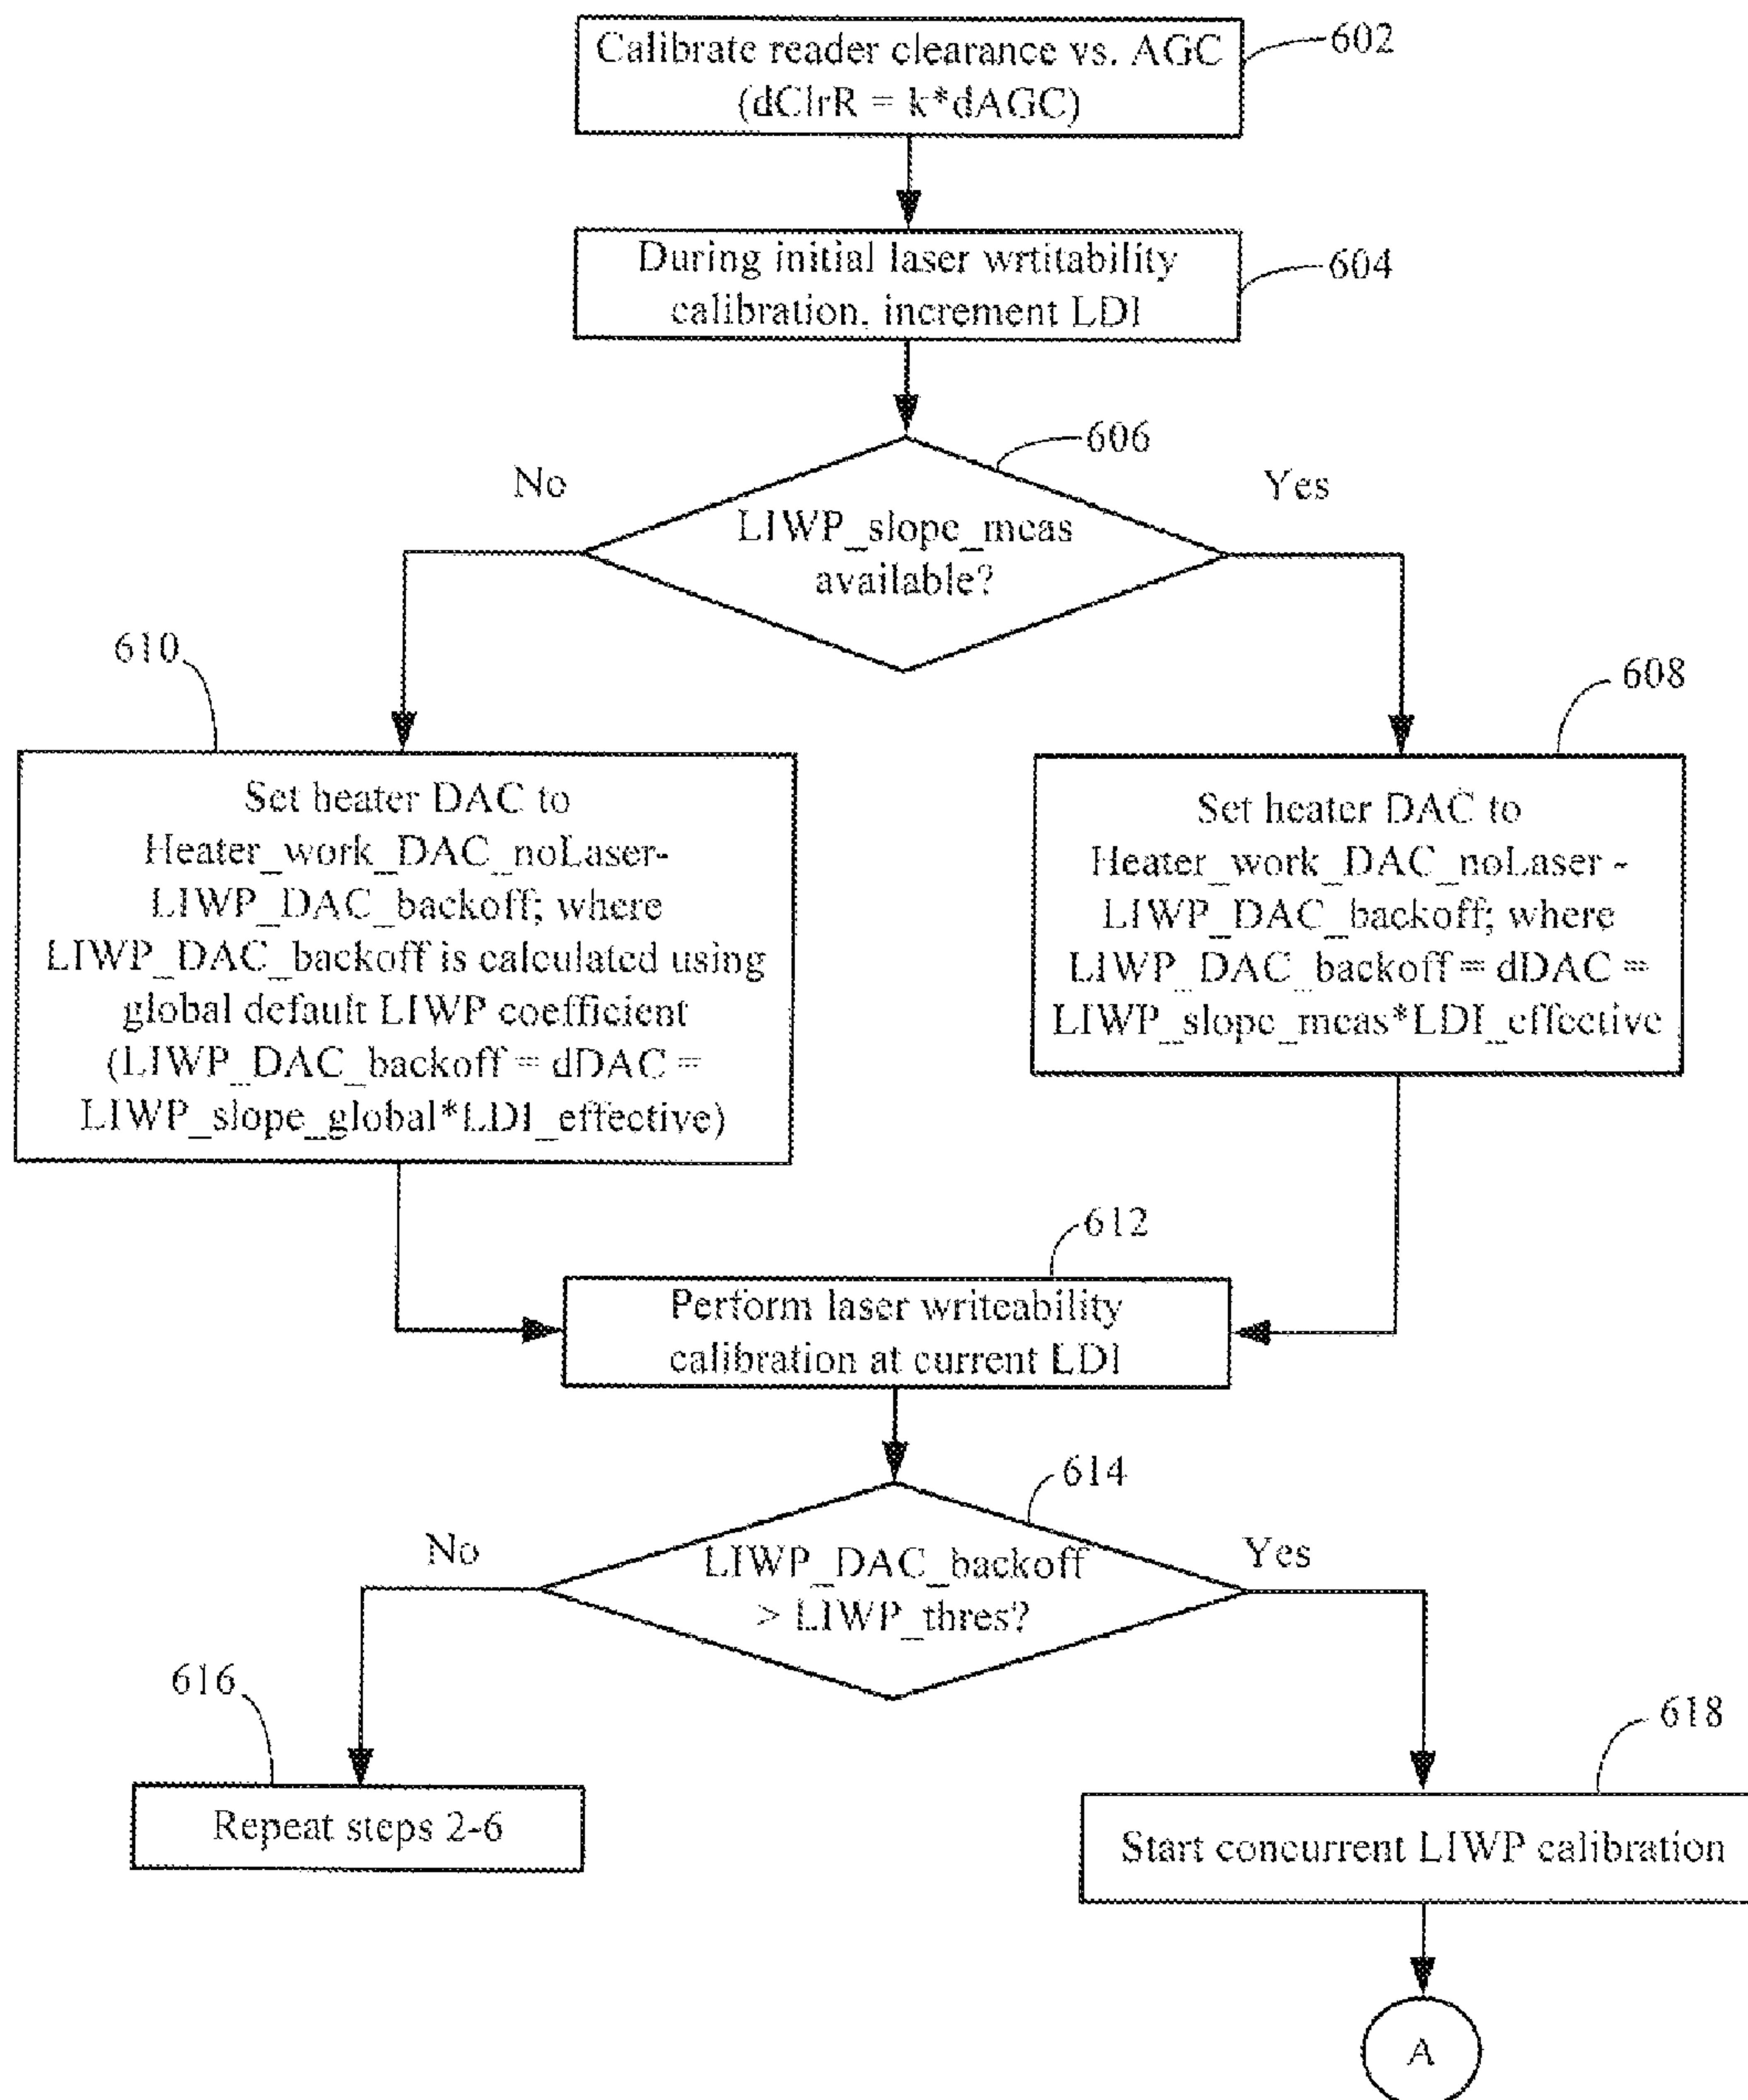 Calibrate reader clearance vs. AGC
(dClrR = k*dAGC)
602
During initial laser wrtitability
calibration, increment LDI
604
606
No
Yes
LIWP_slope_meas
available?
610
608
Set heater DAC to
Heater_work_DAC_noLaser-
LIWP_DAC_backoff; where
LIWP_DAC_backoff is calculated using
global default LIWP coefficient
(LIWP_DAC_backoff = dDAC =
LIWP_slope_global*LDI_effective)
Set heater DAC to
Heater_work_DAC_noLaser -
LIWP_DAC_backoff; where
LIWP_DAC_backoff = dDAC =
LIWP_slope_meas*LDI_effective
612
Perform laser writeability
calibration at current LDI
614
No
Yes
LIWP_DAC_backoff
> LIWP_thres?
616
618
Repeat steps 2-6
Start concurrent LIWP calibration
A